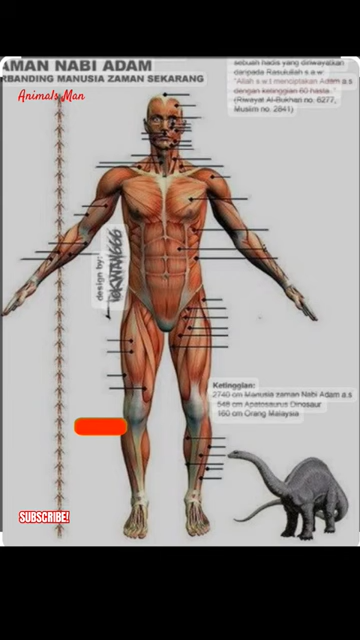 AMAN NABI ADAM
RBANDING MANUSIA ZAMAN SEKARANG
Animals Man
sebuah hadis yang diriwayatkan
daripada Rasulullah s.a.w:
"Allah s.w.t menciptakan Adam a.s
dengan ketinggian 60 hasta.."
(Riwayat Al-Bukhari no. 6277,
Muslim no. 2841)
design by:
Ketinggian:
2740 cm Manusia zaman Nabi Adam a.s
548 cm Apatosaurus Dinosaur
160 cm Orang Malaysia
SUBSCRIBE!